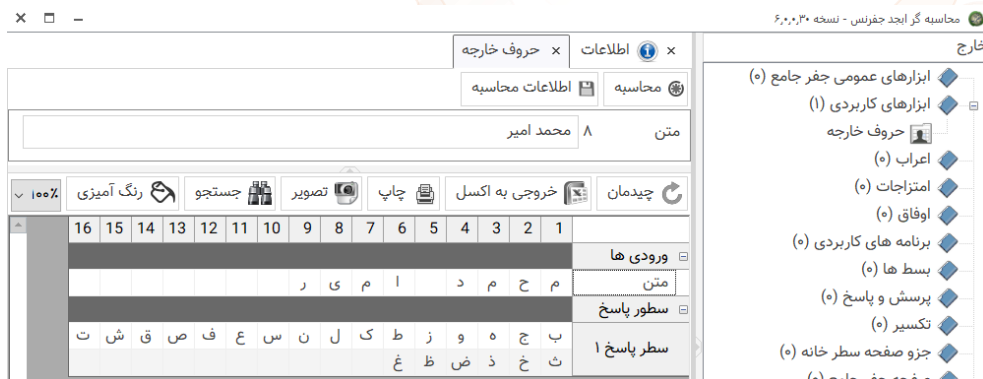 محاسبه گر ابجد جفرنس - نسخه ۶,۰,۰,۳۰
خارج
ابزارهای عمومی جفر جامع (۰)
ابزارهای کاربردی (۱)
حروف خارجه
اعراب (۰)
امتزاجات (۰)
اوفاق (۰)
برنامه های کاربردی (۰)
بسط ها (۰)
پرسش و پاسخ (۰)
تکسیر (۰)
جزو صفحه سطر خانه (۰)
اطلاعات
حروف خارجه
محاسبه
اطلاعات محاسبه
متن ۸ محمد امیر
چیدمان
خروجی به اکسل
چاپ
تصویر
جستجو
رنگ آمیزی
۱۰۰٪
1 2 3 4 5 6 7 8 9 10 11 12 13 14 15 16
ورودی ها
متن م ح م د ا م ی ر
سطور پاسخ
سطر پاسخ ۱ ب ج ه و ز ط ک ل ن س ع ف ص ق ش ت
ث خ ذ ض ظ غ